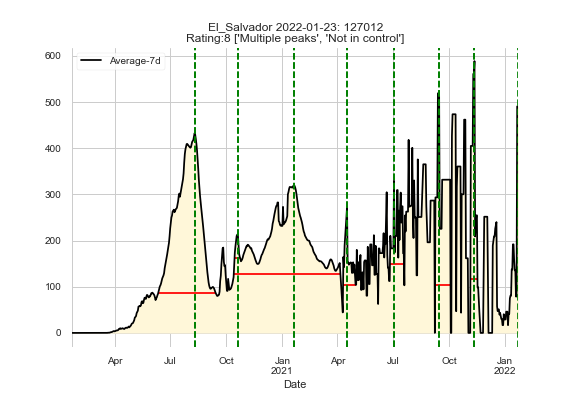 El_Salvador 2022-01-23: 127012
Rating:8 ['Multiple peaks', 'Not in control']
Average-7d
600
500
400
300
200
100
0
Apr Jul Oct Jan Apr Jul Oct Jan
2021 2022
Date